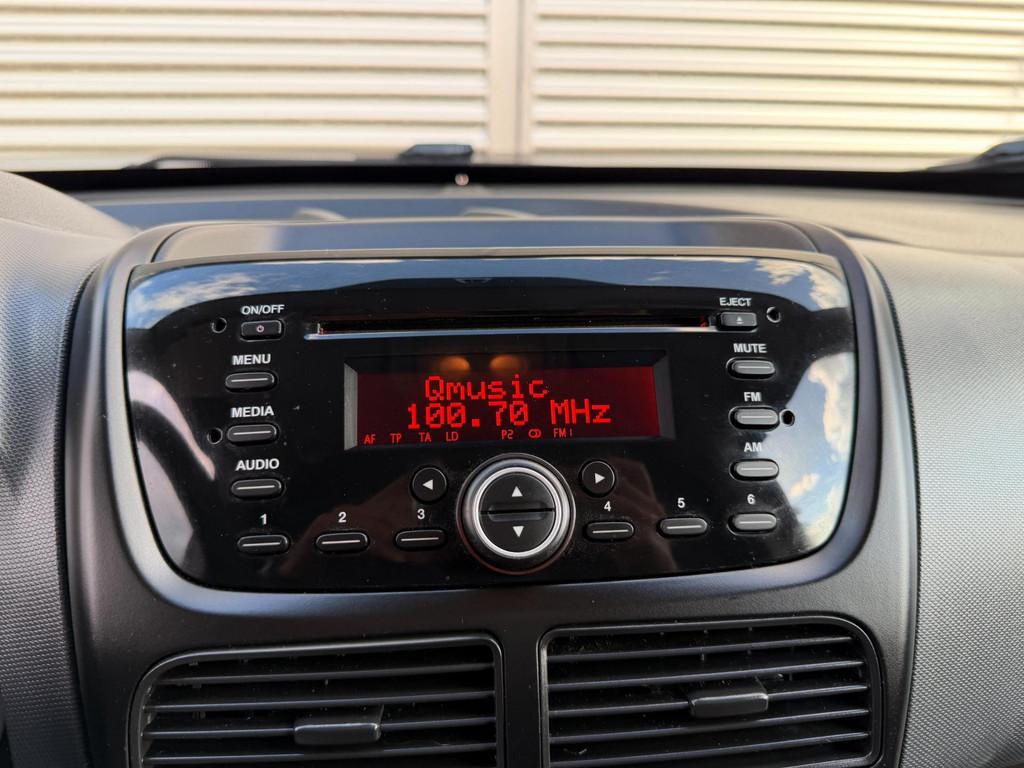 ON/OFF
EJECT
MENU
MUTE
MEDIA
FM
AUDIO
AM
Qmusic
100.70 MHz
AF TP TA LD P2 FM1
1 2 3 4 5 6